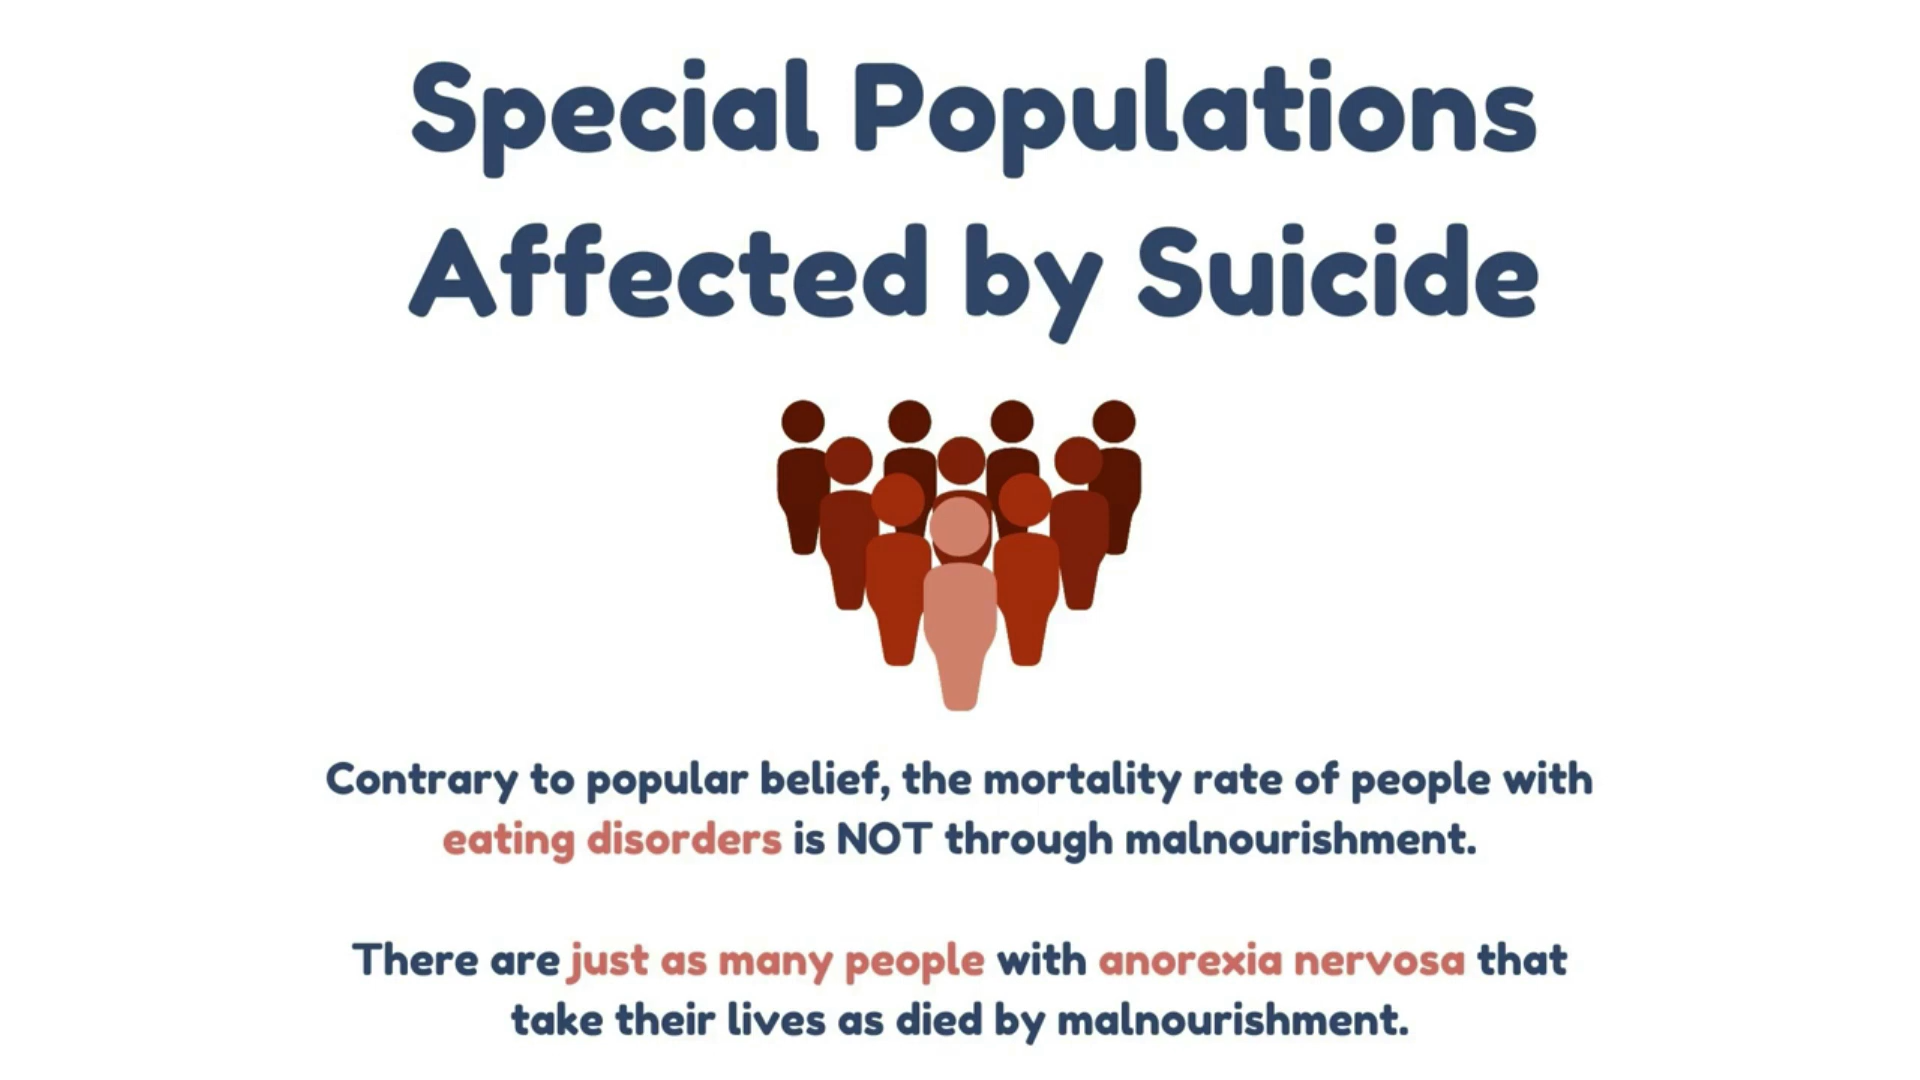 Special Populations
Affected by Suicide
Contrary to popular belief, the mortality rate of people with
eating disorders is NOT through malnourishment.
There are just as many people with anorexia nervosa that
take their lives as died by malnourishment.